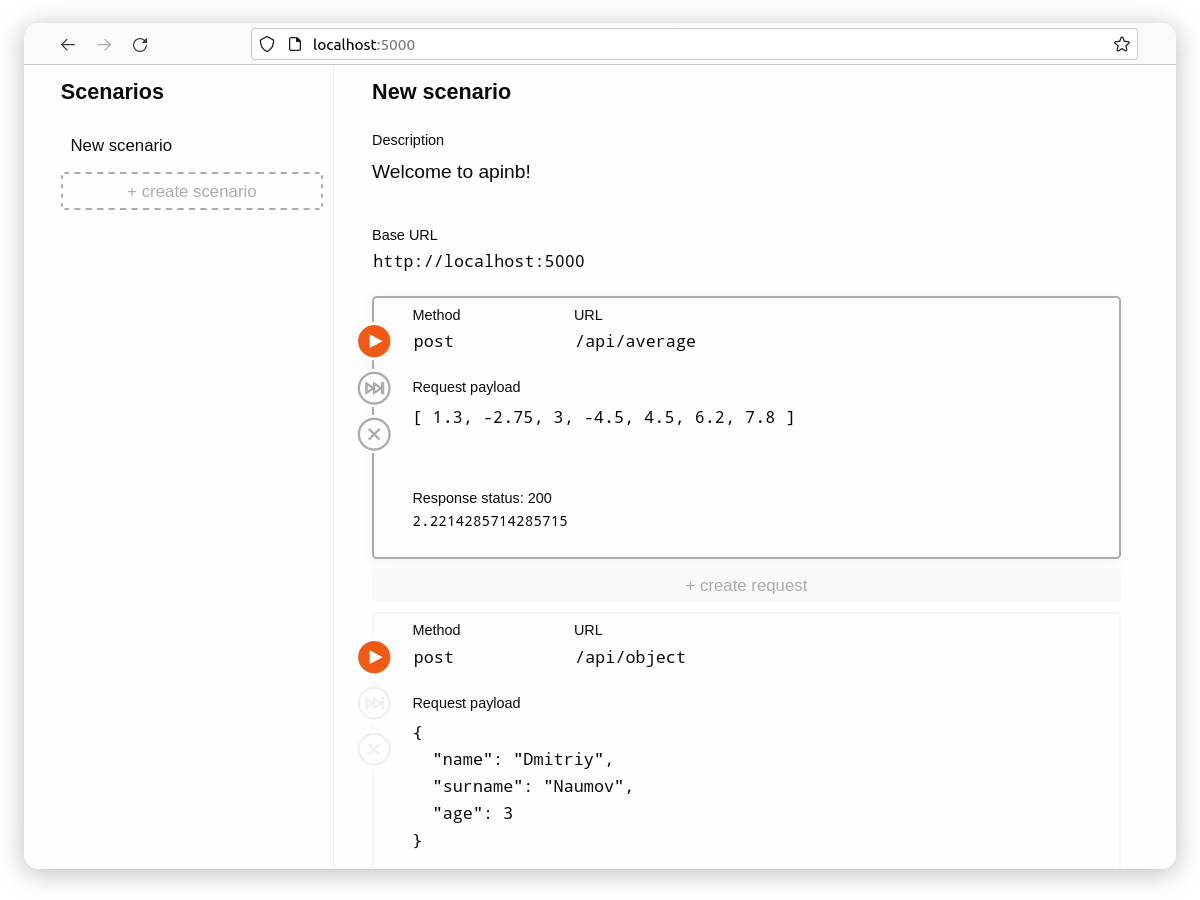 localhost:5000
Scenarios
New scenario
+ create scenario
New scenario
Description
Welcome to apinb!
Base URL
http://localhost:5000
Method URL
post /api/average
Request payload
[ 1.3, -2.75, 3, -4.5, 4.5, 6.2, 7.8 ]
Response status: 200
2.2214285714285715
+ create request
Method URL
post /api/object
Request payload
{
"name": "Dmitriy",
"surname": "Naumov",
"age": 3
}